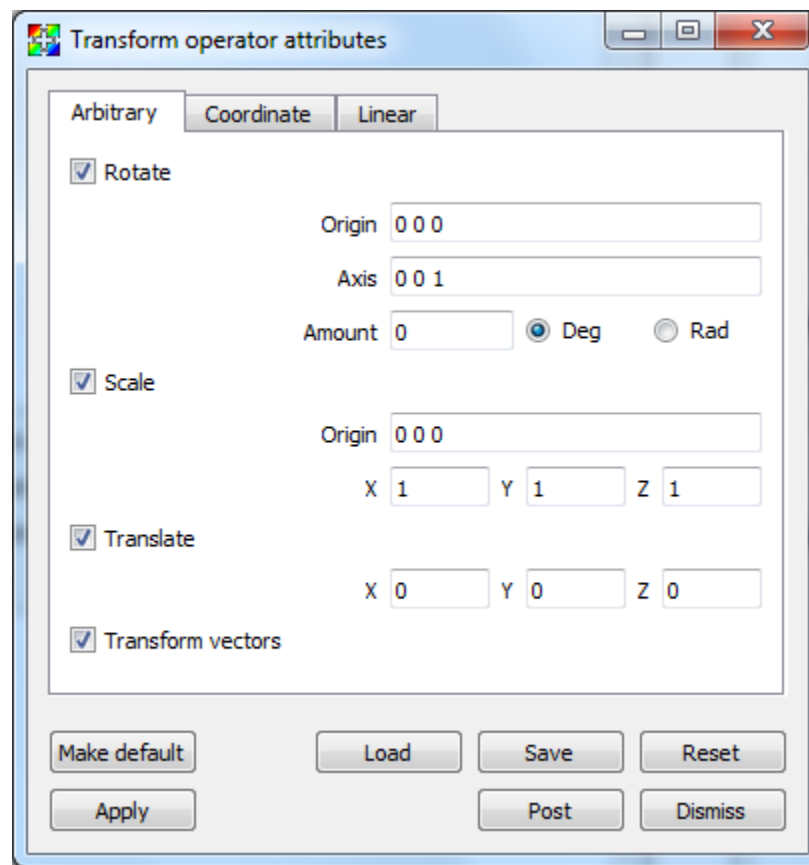 Transform operator attributes
Arbitrary Coordinate Linear
Rotate
Origin 0 0 0
Axis 0 0 1
Amount 0 Deg Rad
Scale
Origin 0 0 0
X 1 Y 1 Z 1
Translate
X 0 Y 0 Z 0
Transform vectors
Make default Load Save Reset
Apply Post Dismiss